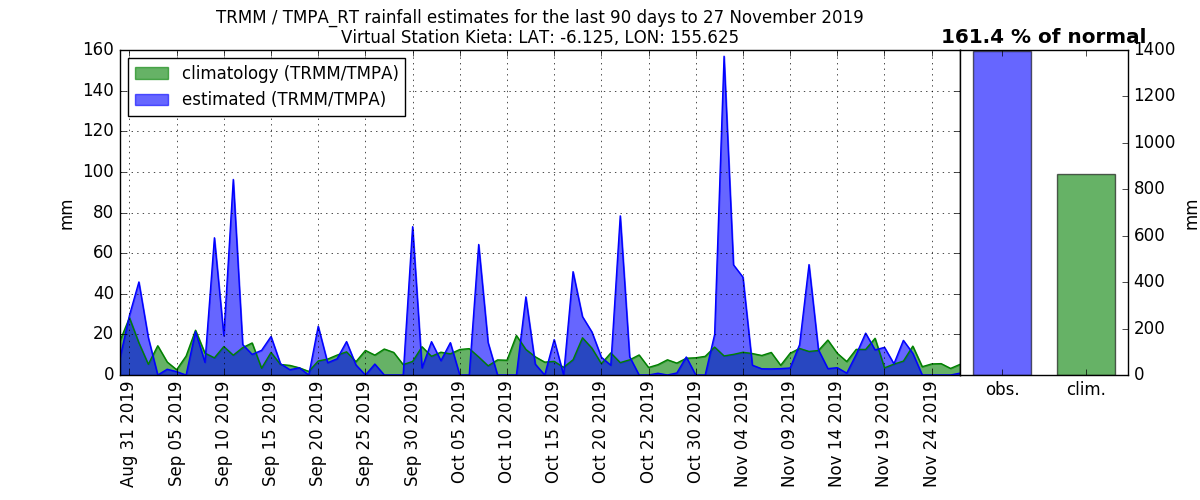 TRMM / TMPA_RT rainfall estimates for the last 90 days to 27 November 2019
Virtual Station Kieta: LAT: -6.125, LON: 155.625
161.4 % of normal
climatology (TRMM/TMPA)
estimated (TRMM/TMPA)
160
140
120
100
80
60
40
20
0
mm
Aug 31 2019
Sep 05 2019
Sep 10 2019
Sep 15 2019
Sep 20 2019
Sep 25 2019
Sep 30 2019
Oct 05 2019
Oct 10 2019
Oct 15 2019
Oct 20 2019
Oct 25 2019
Oct 30 2019
Nov 04 2019
Nov 09 2019
Nov 14 2019
Nov 19 2019
Nov 24 2019
obs.
clim.
1400
1200
1000
800
600
400
200
0
mm